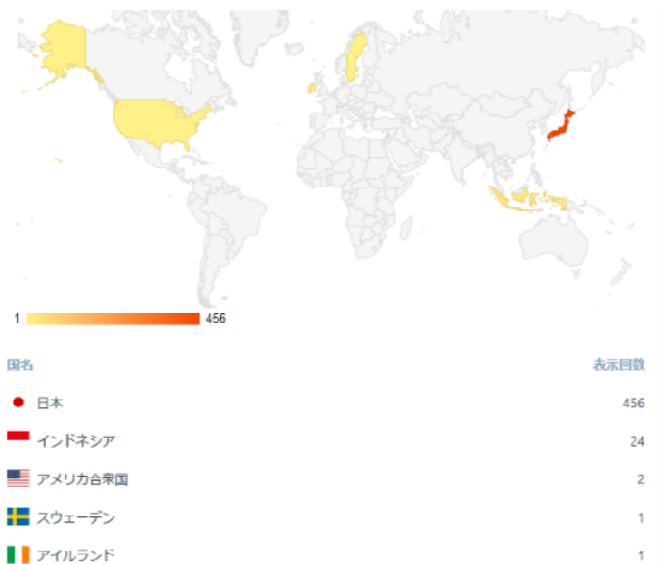 1 456
国名 表示回数
日本 456
インドネシア 24
アメリカ合衆国 2
スウェーデン 1
アイルランド 1